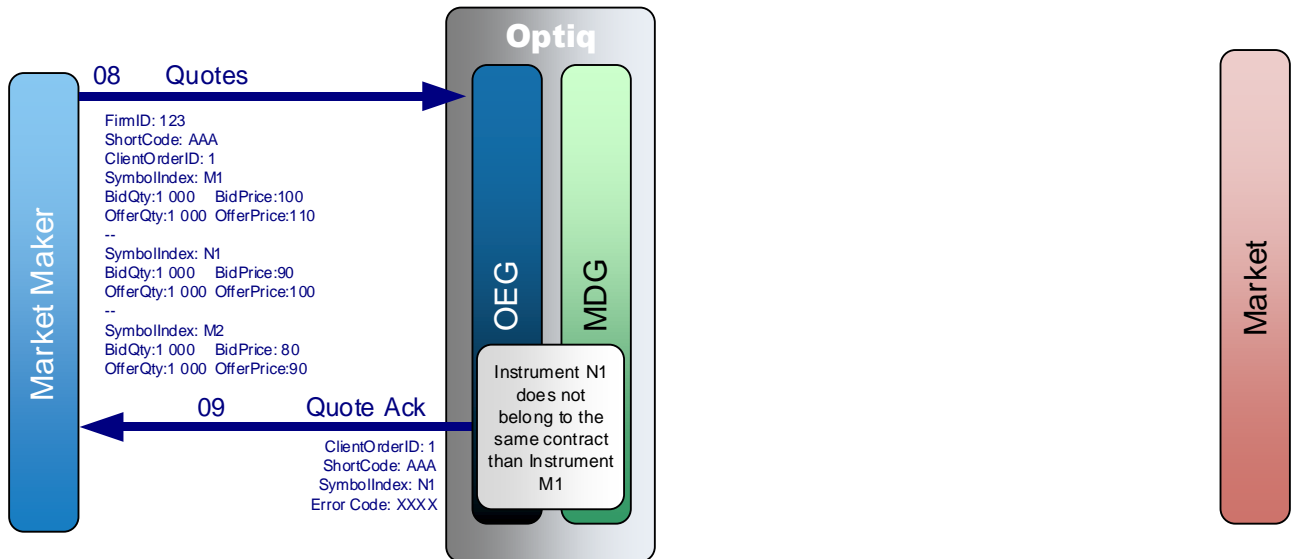 Optiq
Market Maker
08 Quotes
FirmID: 123
ShortCode: AAA
ClientOrderID: 1
SymbolIndex: M1
BidQty:1 000 BidPrice:100
OfferQty:1 000 OfferPrice:110
--
SymbolIndex: N1
BidQty:1 000 BidPrice:90
OfferQty:1 000 OfferPrice:100
--
SymbolIndex: M2
BidQty:1 000 BidPrice: 80
OfferQty:1 000 OfferPrice:90
09 Quote Ack
ClientOrderID: 1
ShortCode: AAA
SymbolIndex: N1
Error Code: XXXX
OEG
MDG
Instrument N1
does not
belong to the
same contract
than Instrument
M1
Market